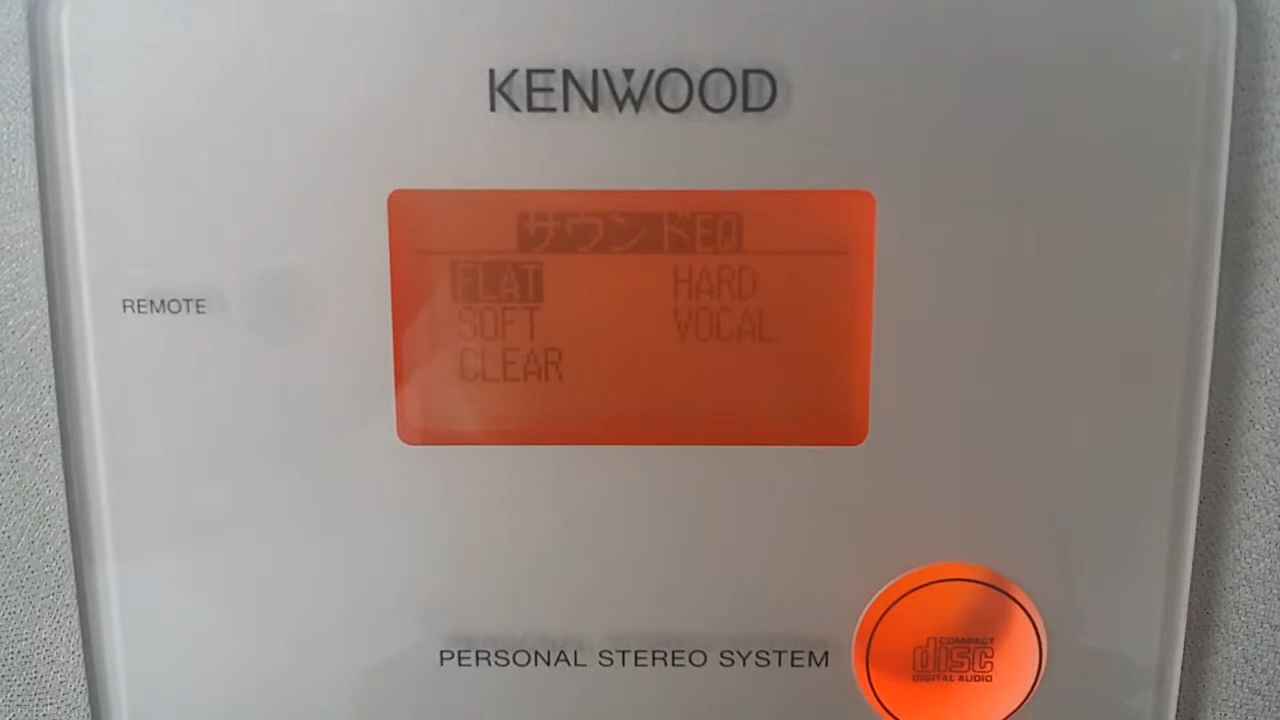 KENWOOD
サウンドEQ
FLAT HARD
SOFT VOCAL
CLEAR
REMOTE
PERSONAL STEREO SYSTEM
COMPACT
disc
DIGITAL AUDIO